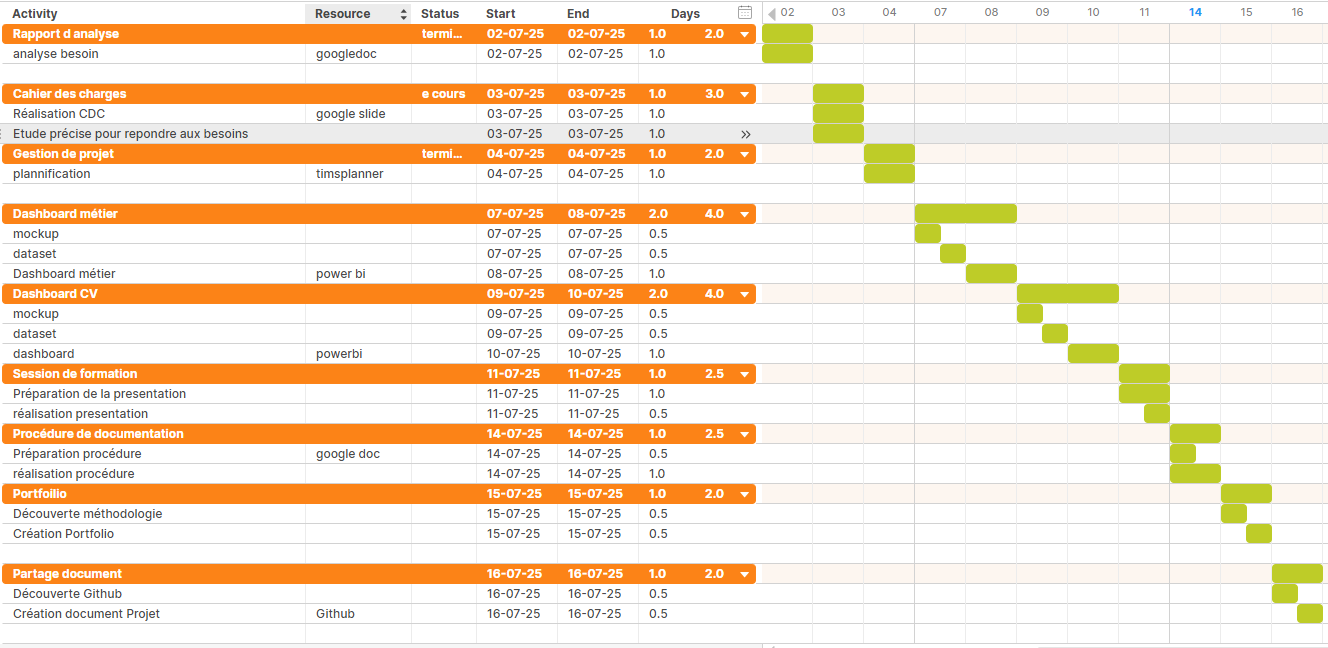 Activity Resource Status Start End Days 02 03 04 07 08 09 10 11 14 15 16
Rapport d analyse termi... 02-07-25 02-07-25 1.0 2.0
analyse besoin googledoc 02-07-25 02-07-25 1.0
Cahier des charges e cours 03-07-25 03-07-25 1.0 3.0
Réalisation CDC google slide 03-07-25 03-07-25 1.0
Etude précise pour repondre aux besoins 03-07-25 03-07-25 1.0 »
Gestion de projet termi... 04-07-25 04-07-25 1.0 2.0
plannification timsplanner 04-07-25 04-07-25 1.0
Dashboard métier 07-07-25 08-07-25 2.0 4.0
mockup 07-07-25 07-07-25 0.5
dataset 07-07-25 07-07-25 0.5
Dashboard métier power bi 08-07-25 08-07-25 1.0
Dashboard CV 09-07-25 10-07-25 2.0 4.0
mockup 09-07-25 09-07-25 0.5
dataset 09-07-25 09-07-25 0.5
dashboard powerbi 10-07-25 10-07-25 1.0
Session de formation 11-07-25 11-07-25 1.0 2.5
Préparation de la presentation 11-07-25 11-07-25 1.0
réalisation presentation 11-07-25 11-07-25 0.5
Procédure de documentation 14-07-25 14-07-25 1.0 2.5
Préparation procédure google doc 14-07-25 14-07-25 0.5
réalisation procédure 14-07-25 14-07-25 1.0
Portfoilio 15-07-25 15-07-25 1.0 2.0
Découverte méthodologie 15-07-25 15-07-25 0.5
Création Portfolio 15-07-25 15-07-25 0.5
Partage document 16-07-25 16-07-25 1.0 2.0
Découverte Github 16-07-25 16-07-25 0.5
Création document Projet Github 16-07-25 16-07-25 0.5